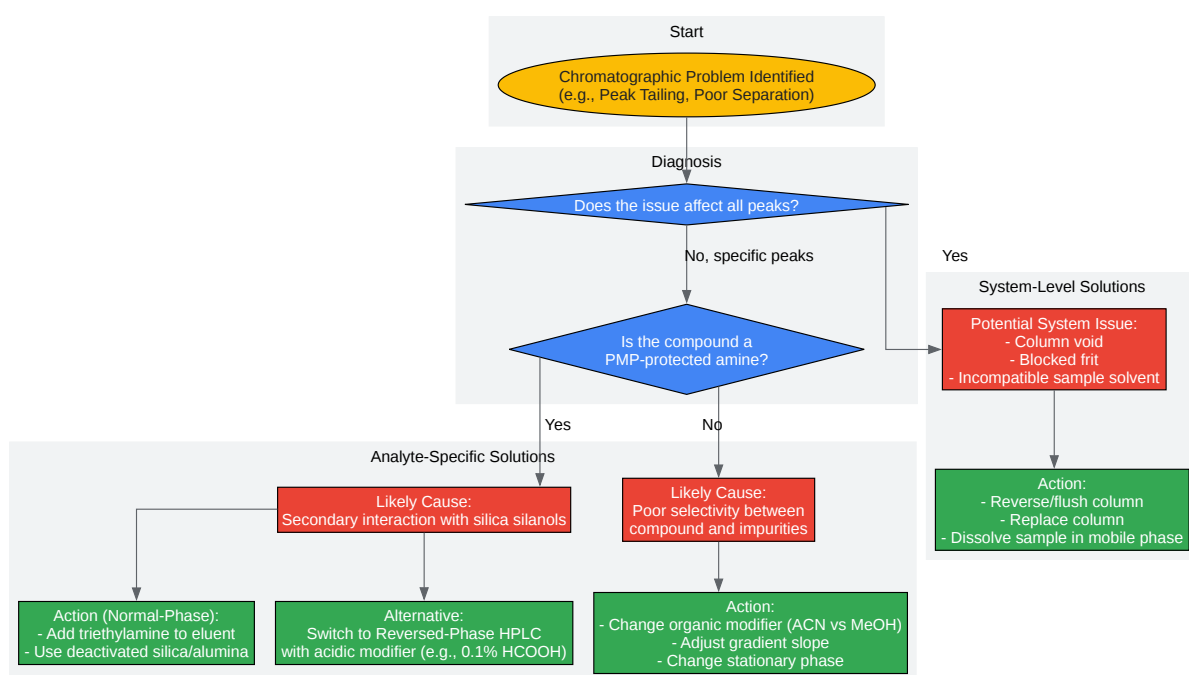 Start
Chromatographic Problem Identified
(e.g., Peak Tailing, Poor Separation)
Diagnosis
Does the issue affect all peaks?
No, specific peaks
Yes
System-Level Solutions
Potential System Issue:
- Column void
- Blocked frit
- Incompatible sample solvent
Is the compound a
PMP-protected amine?
Yes
No
Analyte-Specific Solutions
Likely Cause:
Secondary interaction with silica silanols
Likely Cause:
Poor selectivity between
compound and impurities
Action:
- Reverse/flush column
- Replace column
- Dissolve sample in mobile phase
Action (Normal-Phase):
- Add triethylamine to eluent
- Use deactivated silica/alumina
Alternative:
Switch to Reversed-Phase HPLC
with acidic modifier (e.g., 0.1% HCOOH)
Action:
- Change organic modifier (ACN vs MeOH)
- Adjust gradient slope
- Change stationary phase